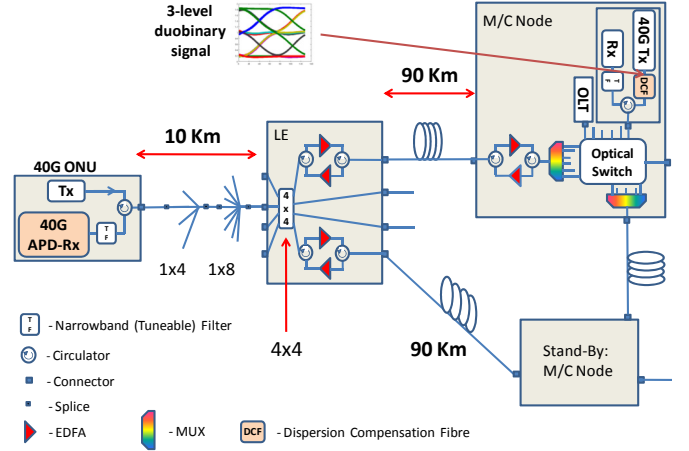 3-level
duobinary
signal
M/C Node
Rx
40G Tx
T
F
DCF
OLT
90 Km
Optical
Switch
10 Km
LE
40G ONU
Tx
40G
APD-Rx
T
F
4
x
4
1x4
1x8
4x4
90 Km
Stand-By:
M/C Node
T
F
- Narrowband (Tuneable) Filter
- Circulator
- Connector
- Splice
- EDFA
- MUX
DCF
- Dispersion Compensation Fibre